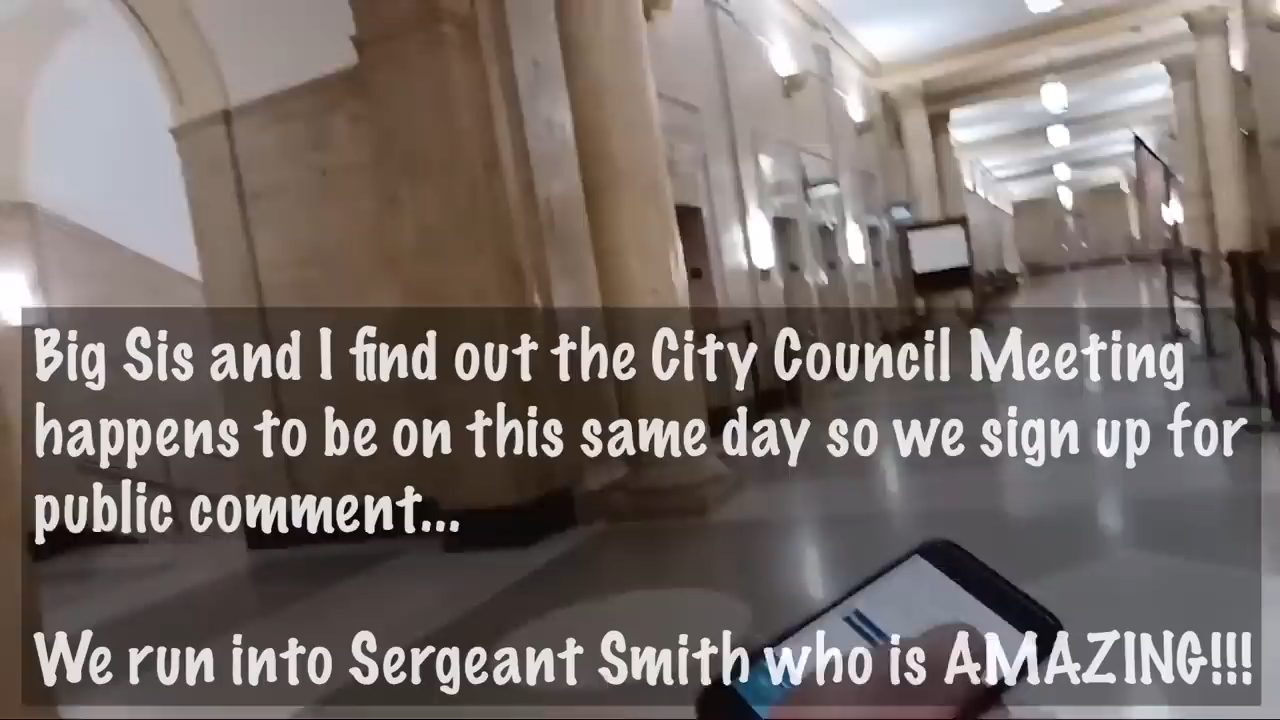 Big Sis and I find out the City Council Meeting
happens to be on this same day so we sign up for
public comment...
We run into Sergeant Smith who is AMAZING!!!